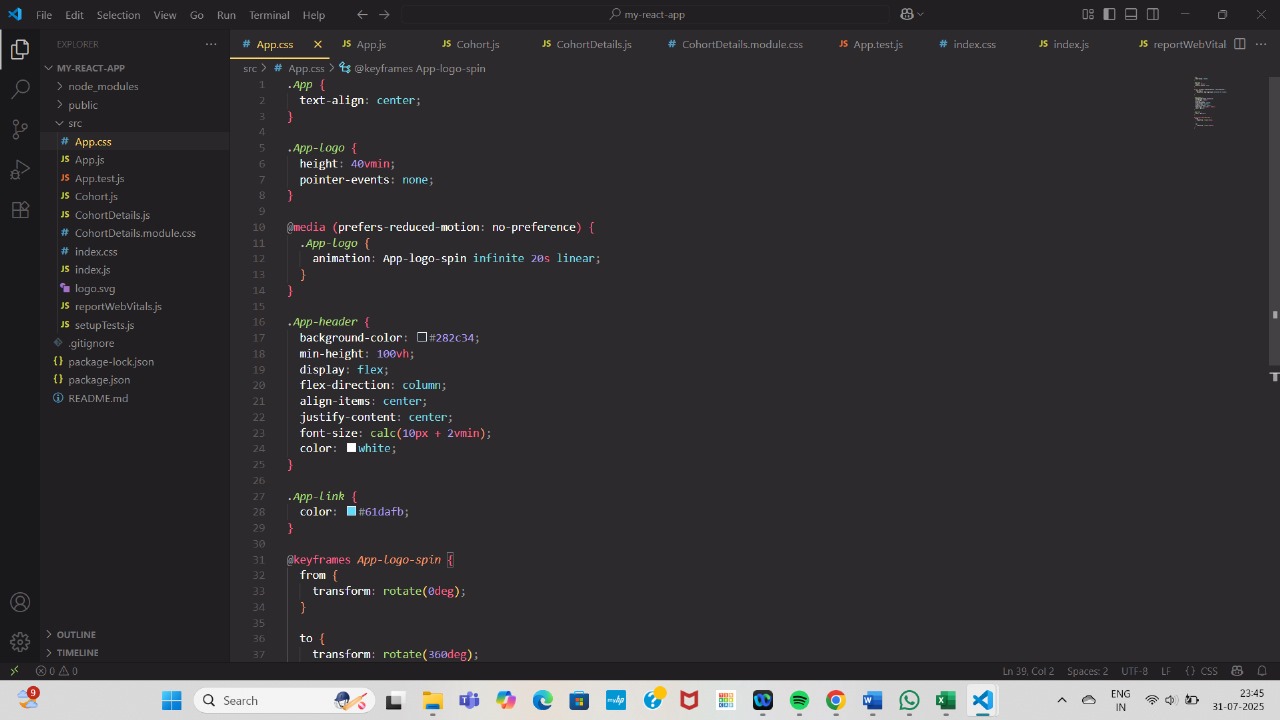 File Edit Selection View Go Run Terminal Help
my-react-app
EXPLORER
MY-REACT-APP
node_modules
public
src
# App.css
JS App.js
JS App.test.js
JS Cohort.js
JS CohortDetails.js
# CohortDetails.module.css
# index.css
JS index.js
logo.svg
JS reportWebVitals.js
JS setupTests.js
.gitignore
{} package-lock.json
{} package.json
README.md
OUTLINE
TIMELINE
# App.css JS App.js JS Cohort.js JS CohortDetails.js # CohortDetails.module.css JS App.test.js # index.css JS index.js JS reportWebVital
src > # App.css > @keyframes App-logo-spin
1 .App {
2 text-align: center;
3 }
4
5 .App-logo {
6 height: 40vmin;
7 pointer-events: none;
8 }
9
10 @media (prefers-reduced-motion: no-preference) {
11 .App-logo {
12 animation: App-logo-spin infinite 20s linear;
13 }
14 }
15
16 .App-header {
17 background-color: #282c34;
18 min-height: 100vh;
19 display: flex;
20 flex-direction: column;
21 align-items: center;
22 justify-content: center;
23 font-size: calc(10px + 2vmin);
24 color: white;
25 }
26
27 .App-link {
28 color: #61dafb;
29 }
30
31 @keyframes App-logo-spin {
32 from {
33 transform: rotate(0deg);
34 }
35
36 to {
37 transform: rotate(360deg);
0 0
Ln 39, Col 2 Spaces: 2 UTF-8 LF {} CSS
9
Search
ENG
IN
23:45
31-07-2025